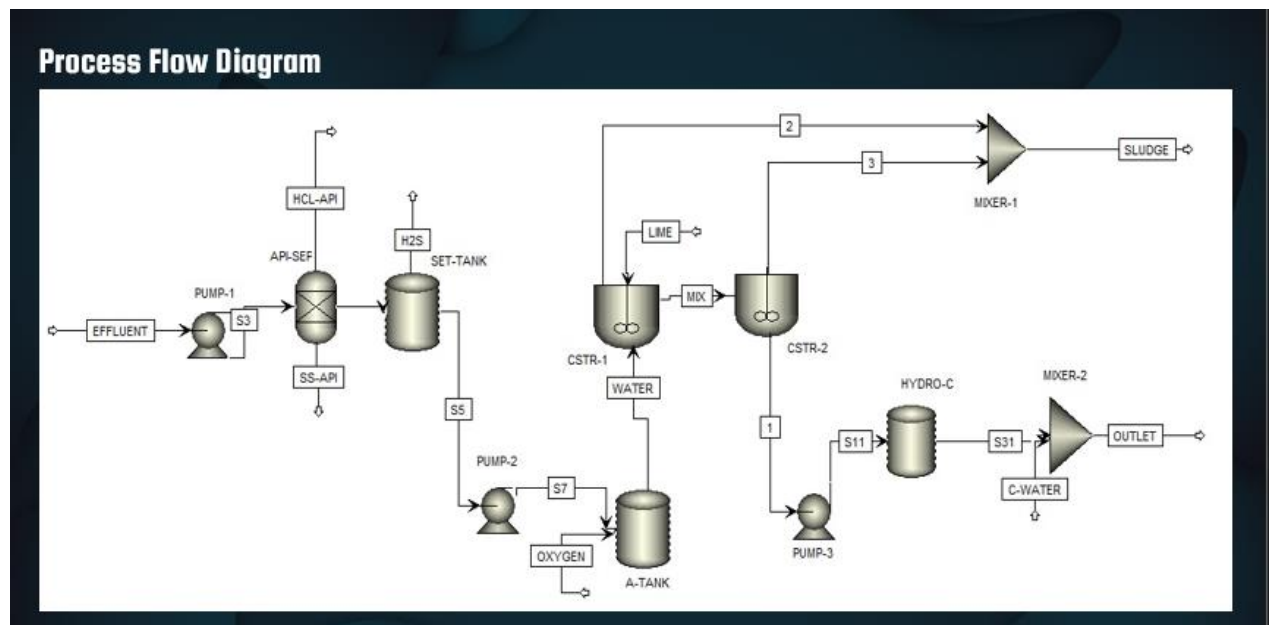 Process Flow Diagram
2
3
SLUDGE
MIXER-1
HCL-API
LIME
H2S
API-SEP
SET-TANK
PUMP-1
MIX
S3
EFFLUENT
CSTR-2
CSTR-1
SS-API
WATER
HYDRO-C
MIXER-2
S5
1
S11
S31
OUTLET
PUMP-2
S7
C-WATER
OXYGEN
PUMP-3
A-TANK